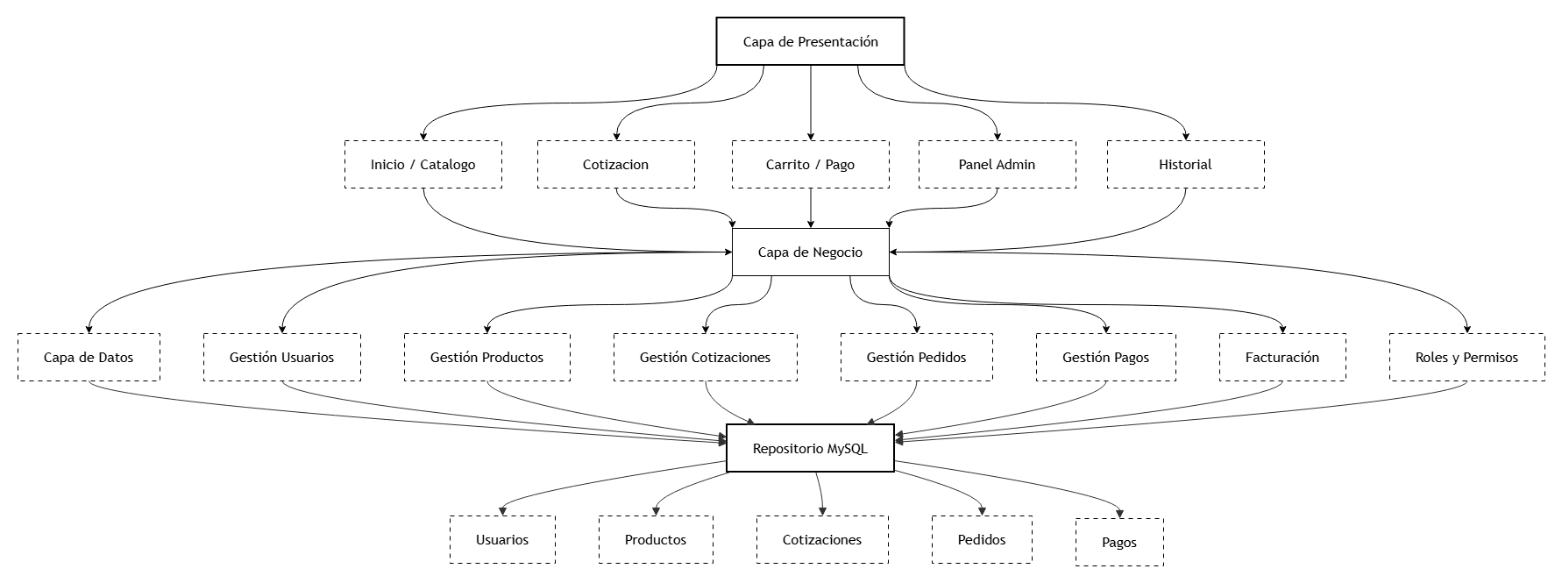 Capa de Presentación
Inicio / Catalogo
Cotizacion
Carrito / Pago
Panel Admin
Historial
Capa de Negocio
Capa de Datos
Gestión Usuarios
Gestión Productos
Gestión Cotizaciones
Gestión Pedidos
Gestión Pagos
Facturación
Roles y Permisos
Repositorio MySQL
Usuarios
Productos
Cotizaciones
Pedidos
Pagos